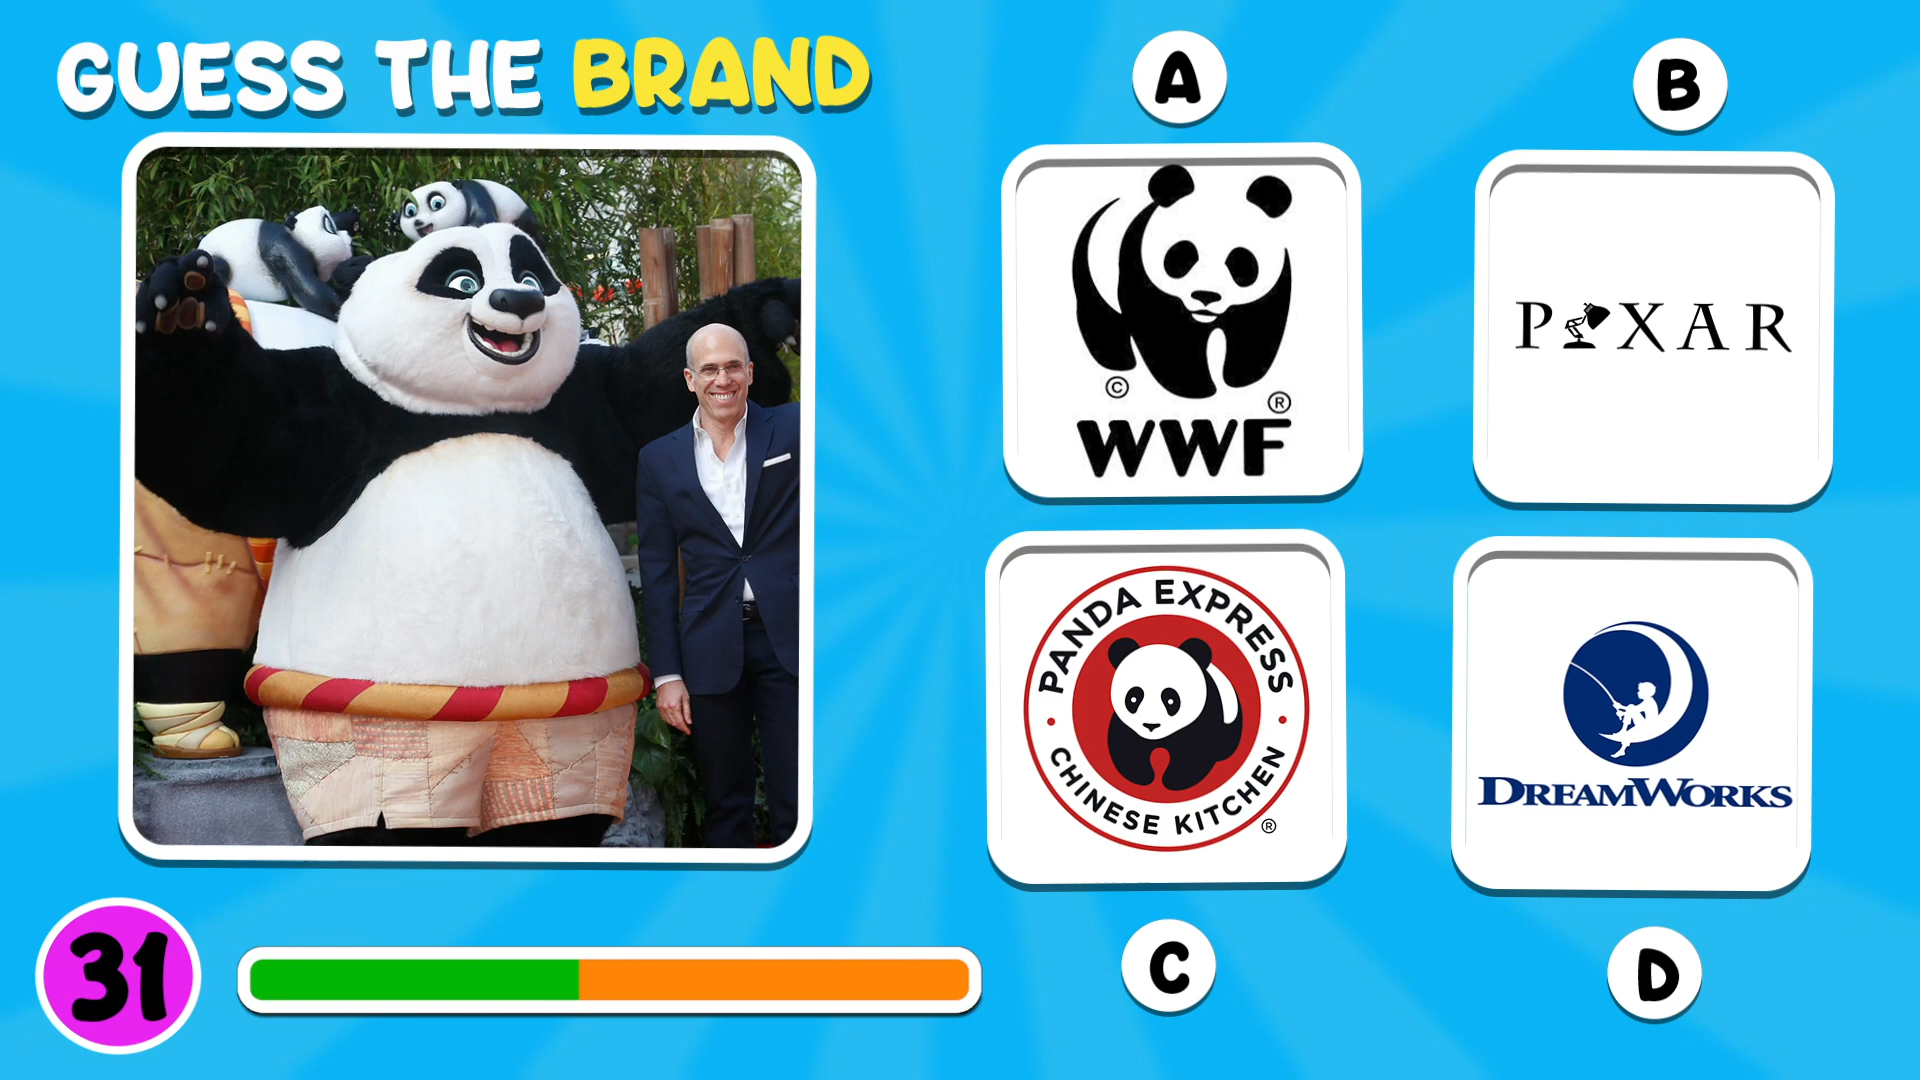 GUESS THE BRAND
A
B
©
®
WWF
PIXAR
PANDA EXPRESS
CHINESE KITCHEN
®
DREAMWORKS
C
D
31